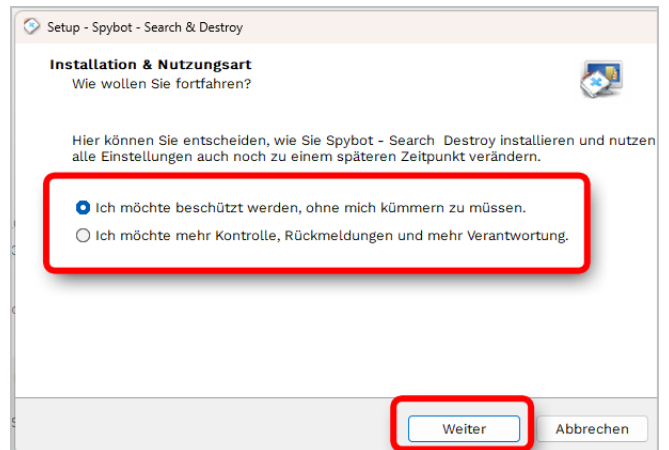 Setup - Spybot - Search & Destroy
Installation & Nutzungsart
Wie wollen Sie fortfahren?
Hier können Sie entscheiden, wie Sie Spybot - Search Destroy installieren und nutzen
alle Einstellungen auch noch zu einem späteren Zeitpunkt verändern.
Ich möchte beschützt werden, ohne mich kümmern zu müssen.
Ich möchte mehr Kontrolle, Rückmeldungen und mehr Verantwortung.
Weiter
Abbrechen